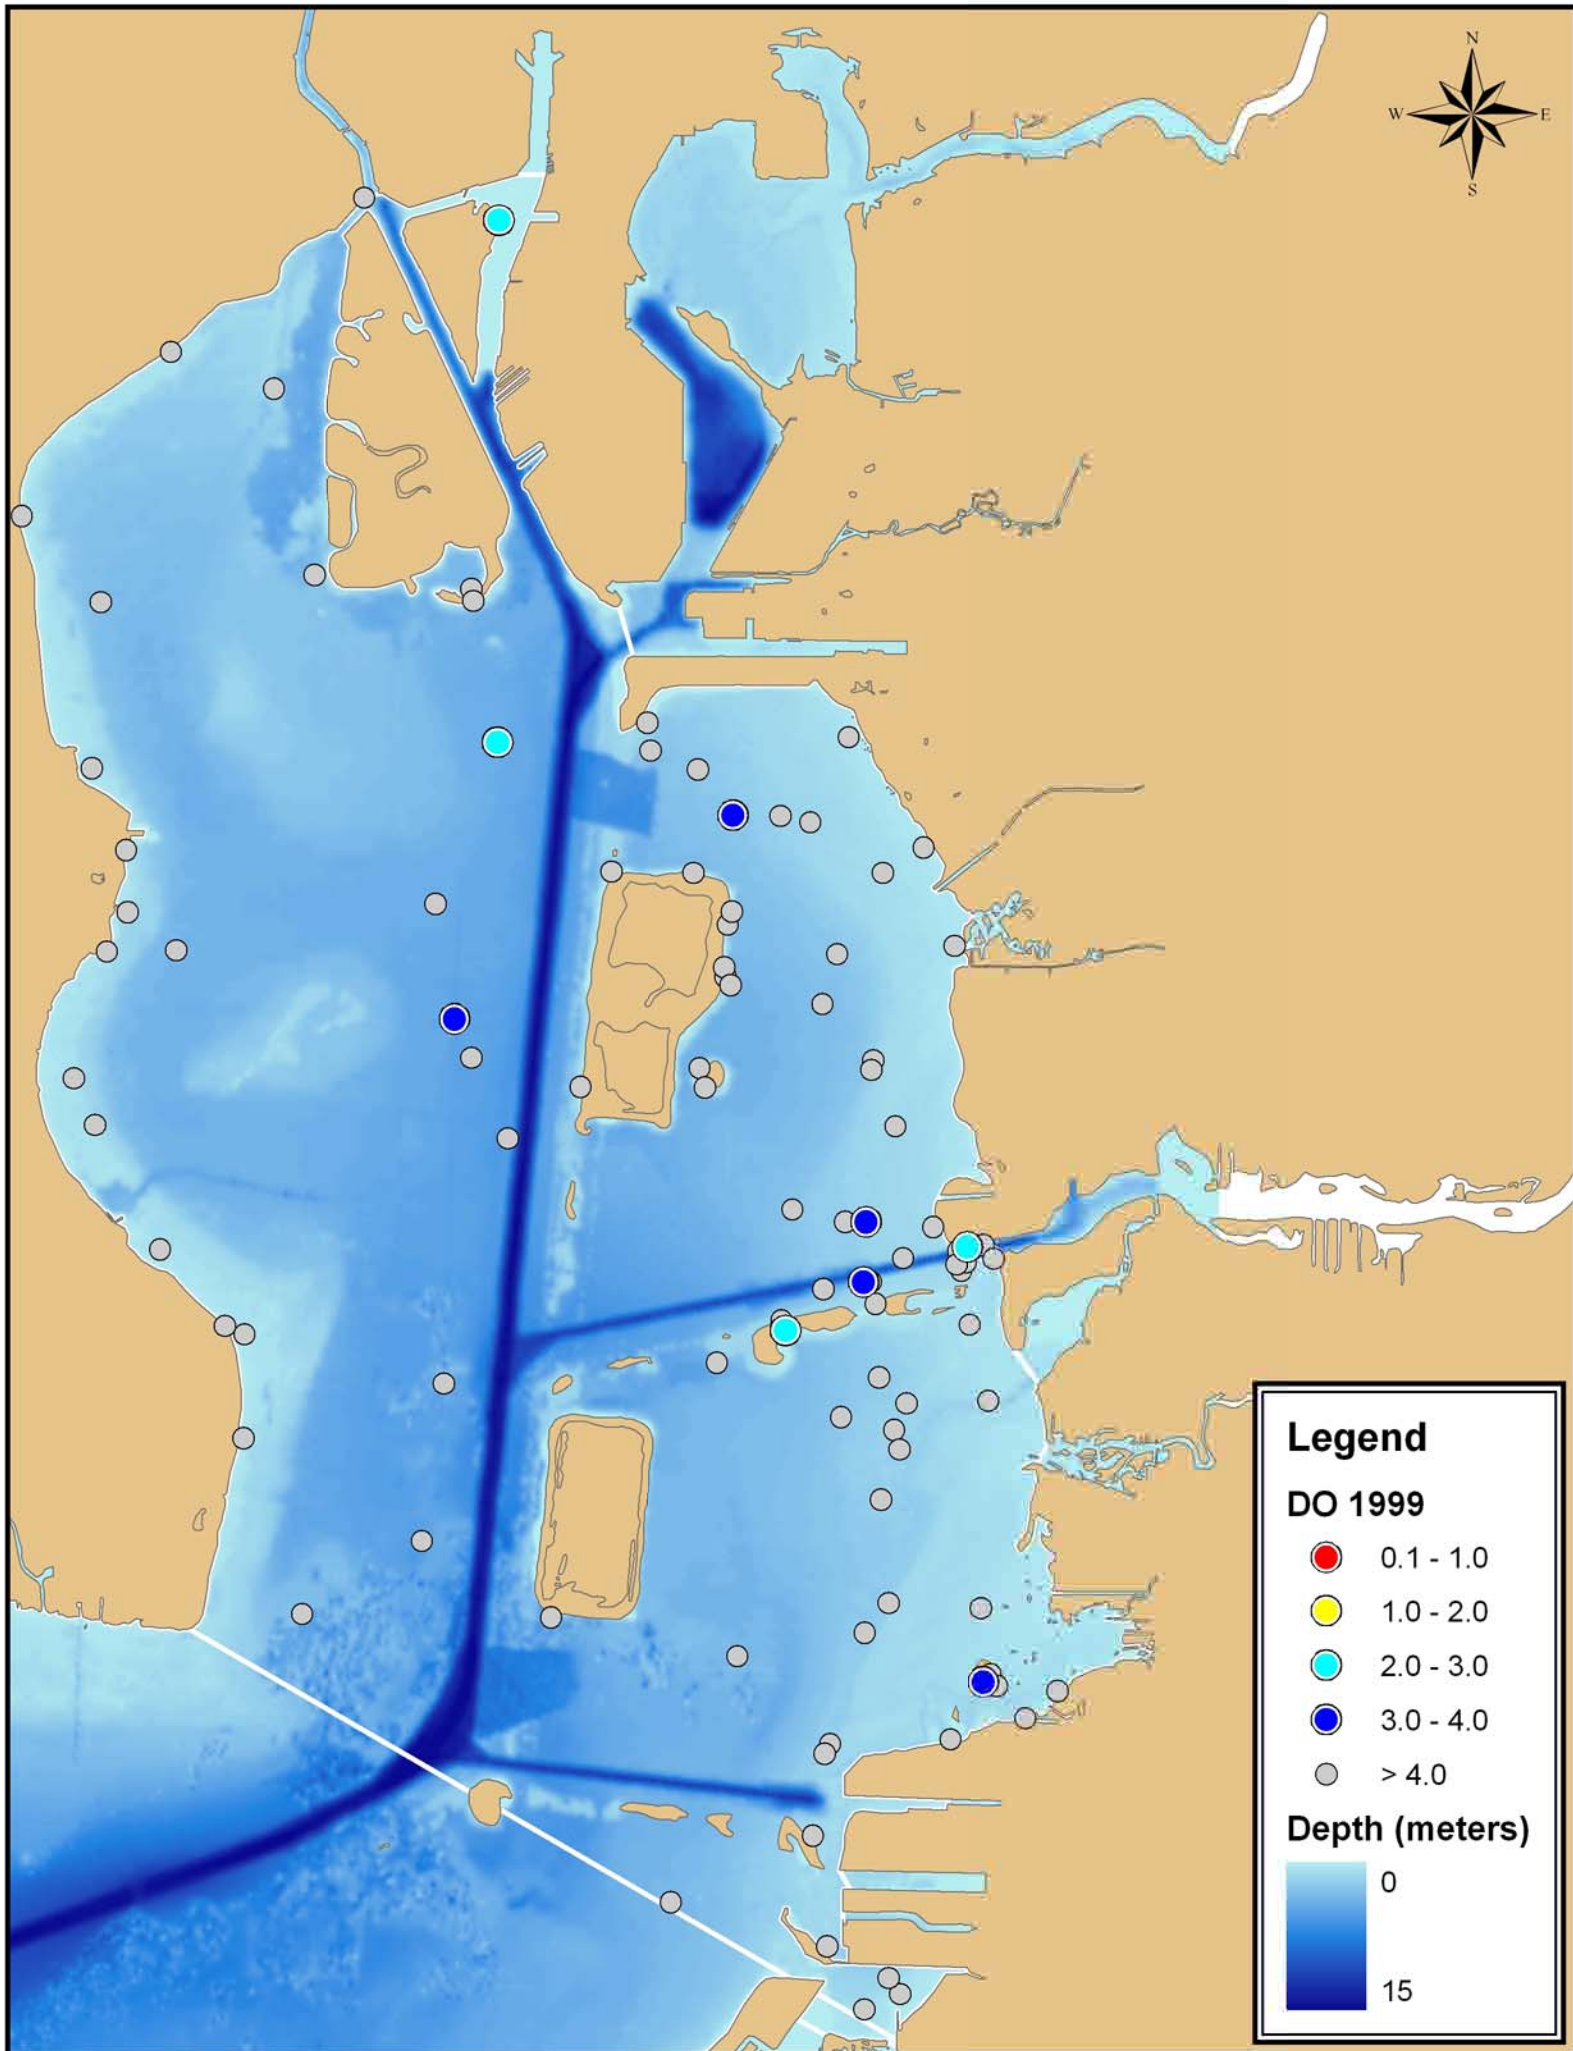 N
W E
S
Legend
DO 1999
0.1 - 1.0
1.0 - 2.0
2.0 - 3.0
3.0 - 4.0
> 4.0
Depth (meters)
0
15